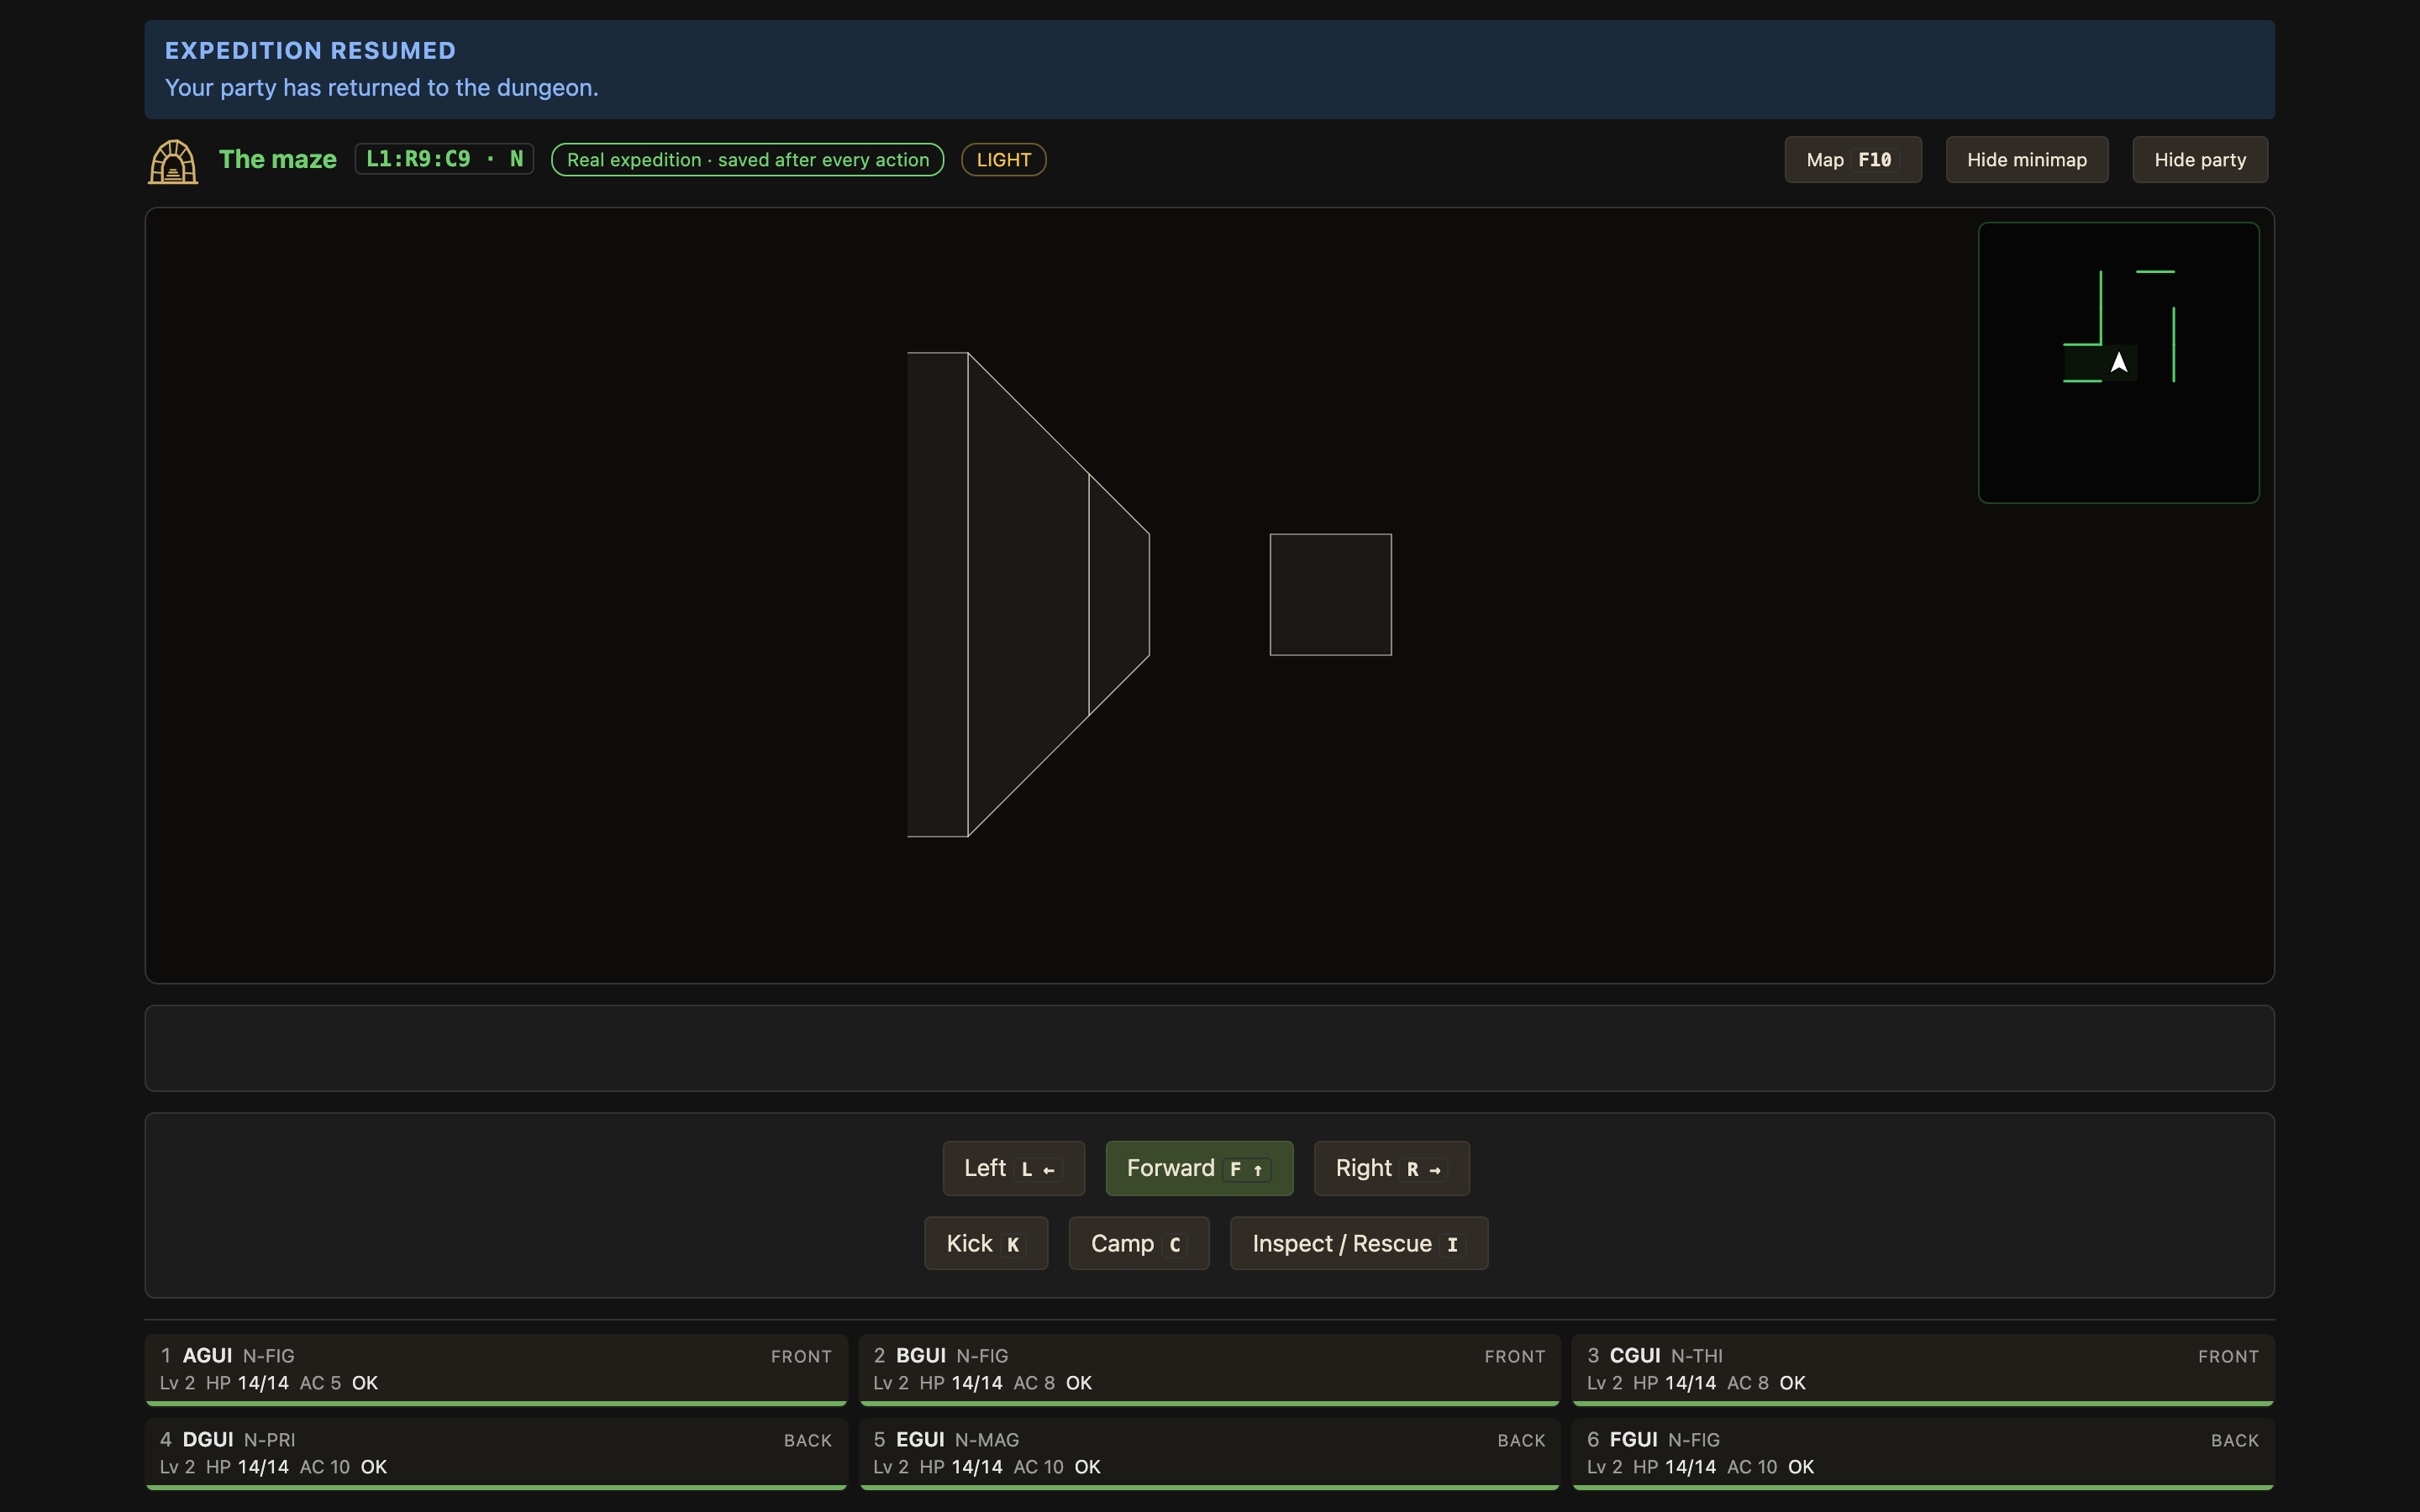 EXPEDITION RESUMED
Your party has returned to the dungeon.
The maze L1:R9:C9 · N Real expedition · saved after every action LIGHT Map F10 Hide minimap Hide party
Left L ← Forward F ↑ Right R →
Kick K Camp C Inspect / Rescue I
1 AGUI N-FIG FRONT
Lv 2 HP 14/14 AC 5 OK
2 BGUI N-FIG FRONT
Lv 2 HP 14/14 AC 8 OK
3 CGUI N-THI FRONT
Lv 2 HP 14/14 AC 8 OK
4 DGUI N-PRI BACK
Lv 2 HP 14/14 AC 10 OK
5 EGUI N-MAG BACK
Lv 2 HP 14/14 AC 10 OK
6 FGUI N-FIG BACK
Lv 2 HP 14/14 AC 10 OK